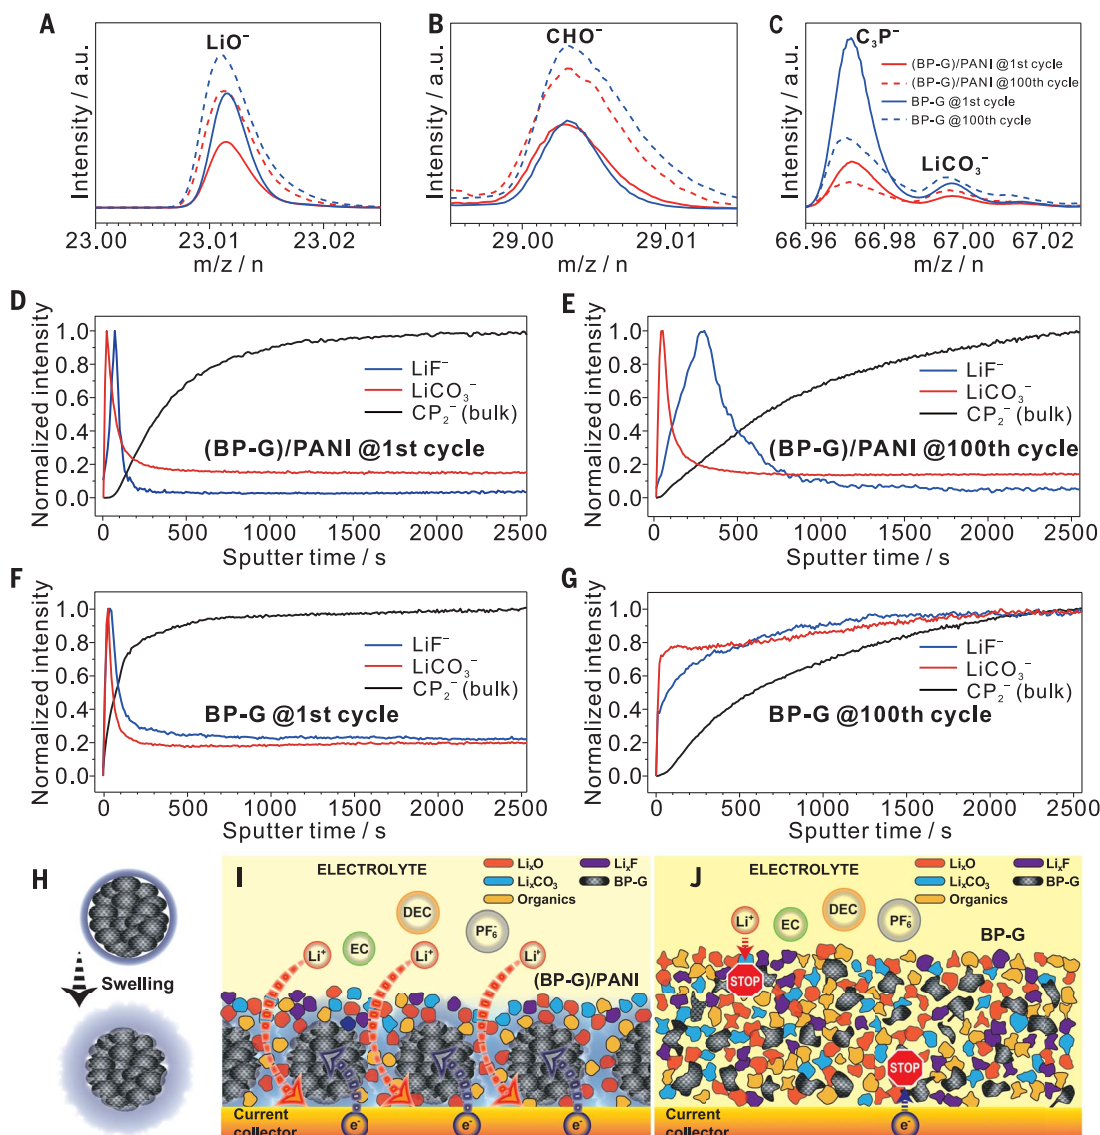 A
LiO⁻
Intensity / a.u.
23.00 23.01 23.02
m/z / n
B
CHO⁻
Intensity / a.u.
29.00 29.01
m/z / n
C
C₃P⁻
(BP-G)/PANI @1st cycle
(BP-G)/PANI @100th cycle
BP-G @1st cycle
BP-G @100th cycle
LiCO₃⁻
Intensity / a.u.
66.96 66.98 67.00 67.02
m/z / n
D
Normalized intensity
1.0
0.8
0.6
0.4
0.2
0.0
LiF⁻
LiCO₃⁻
CP₂⁻ (bulk)
(BP-G)/PANI @1st cycle
0 500 1000 1500 2000 2500
Sputter time / s
E
Normalized intensity
1.0
0.8
0.6
0.4
0.2
0.0
LiF⁻
LiCO₃⁻
CP₂⁻ (bulk)
(BP-G)/PANI @100th cycle
0 500 1000 1500 2000 2500
Sputter time / s
F
Normalized intensity
1.0
0.8
0.6
0.4
0.2
0.0
LiF⁻
LiCO₃⁻
CP₂⁻ (bulk)
BP-G @1st cycle
0 500 1000 1500 2000 2500
Sputter time / s
G
Normalized intensity
1.0
0.8
0.6
0.4
0.2
0.0
LiF⁻
LiCO₃⁻
CP₂⁻ (bulk)
BP-G @100th cycle
0 500 1000 1500 2000 2500
Sputter time / s
H
Swelling
I
ELECTROLYTE
LiₓO LiₓF
LiₓCO₃ BP-G
Organics
DEC
PF₆⁻
Li⁺ EC Li⁺ Li⁺
(BP-G)/PANI
Current
collector
e⁻ e⁻ e⁻
J
ELECTROLYTE
LiₓO LiₓF
LiₓCO₃ BP-G
Organics
DEC
Li⁺ EC PF₆⁻
BP-G
STOP
STOP
Current
collector
e⁻